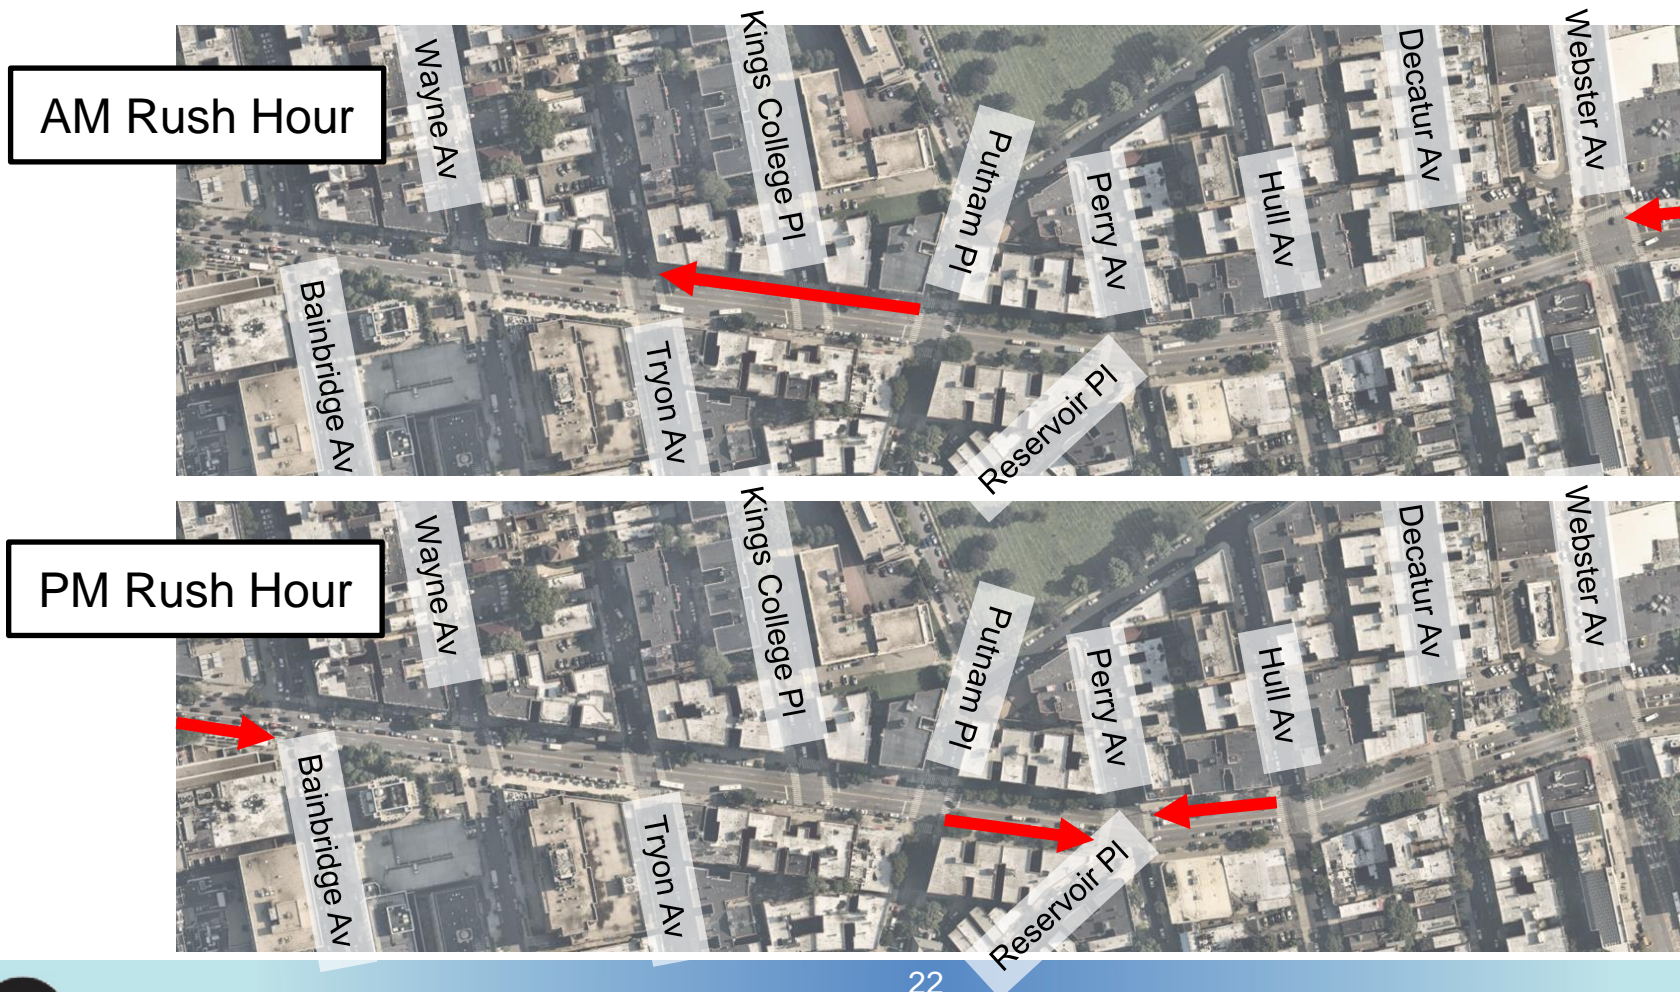 AM Rush Hour
Wayne Av
Kings College Pl
Putnam Pl
Perry Av
Hull Av
Decatur Av
Webster Av
Bainbridge Av
Tryon Av
Reservoir Pl
PM Rush Hour
Wayne Av
Kings College Pl
Putnam Pl
Perry Av
Hull Av
Decatur Av
Webster Av
Bainbridge Av
Tryon Av
Reservoir Pl
22